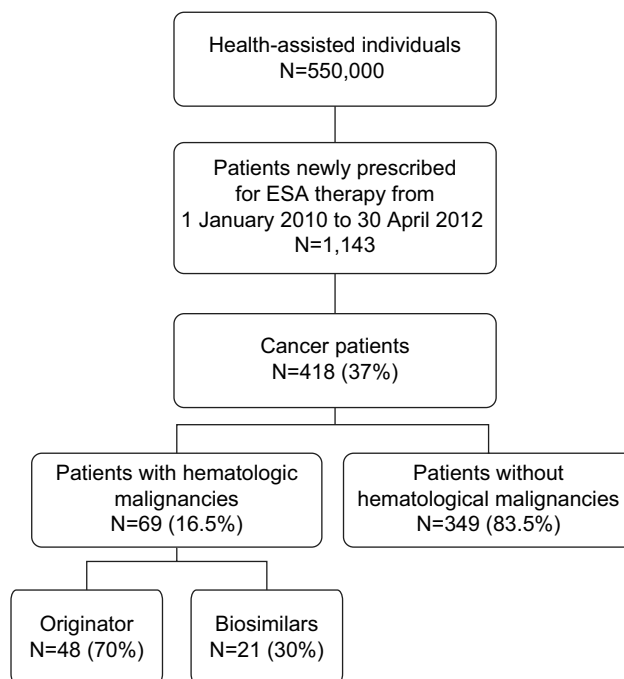 Health-assisted individuals
N=550,000
Patients newly prescribed
for ESA therapy from
1 January 2010 to 30 April 2012
N=1,143
Cancer patients
N=418 (37%)
Patients with hematologic
malignancies
N=69 (16.5%)
Patients without
hematological malignancies
N=349 (83.5%)
Originator
N=48 (70%)
Biosimilars
N=21 (30%)